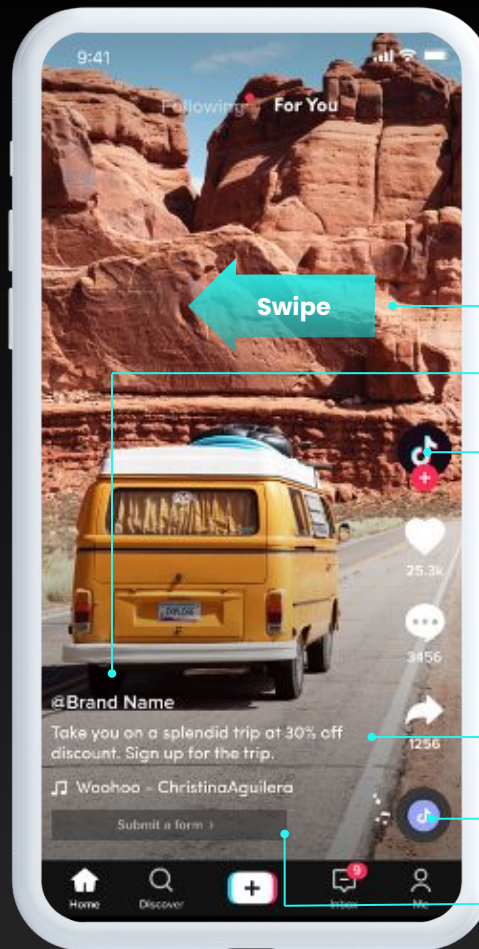 9:41
Following For You
Swipe
25.3k
3456
EXPLORE
@Brand Name
Take you on a splendid trip at 30% off
1256
discount. Sign up for the trip.
Woohoo - ChristinaAguilera
Submit a form >
9
Home Discover + Inbox Me